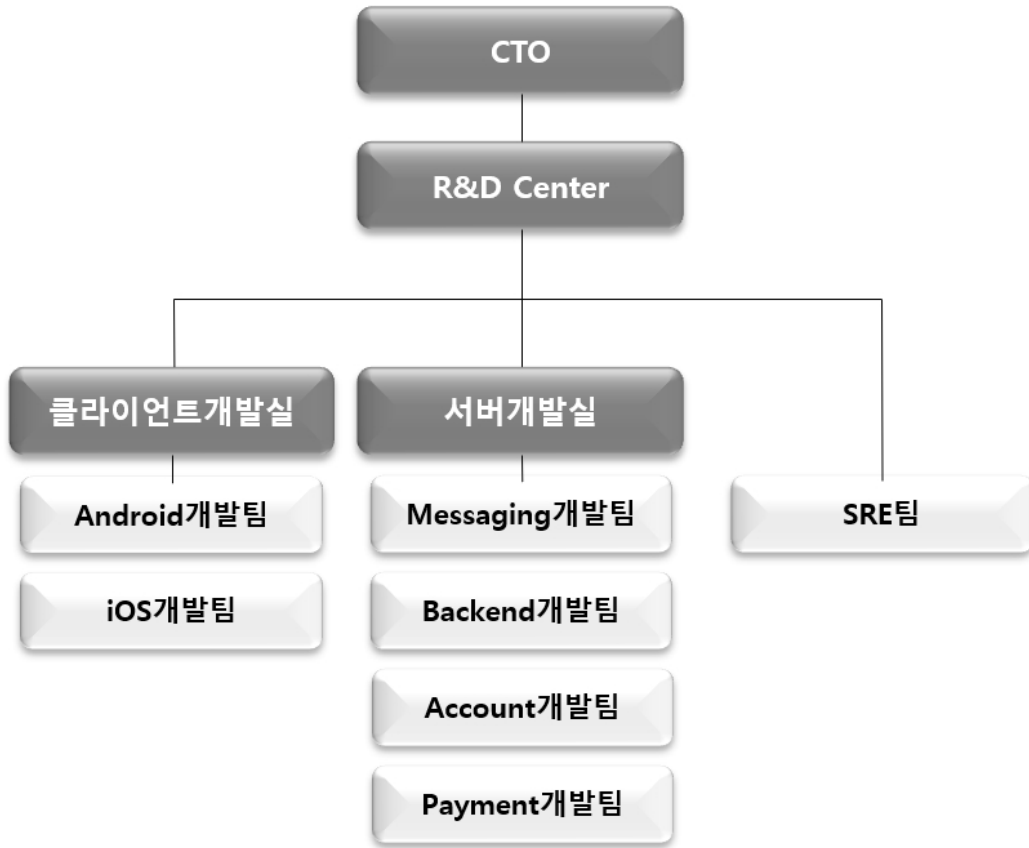 CTO
R&D Center
클라이언트개발실
서버개발실
Android개발팀
Messaging개발팀
SRE팀
iOS개발팀
Backend개발팀
Account개발팀
Payment개발팀